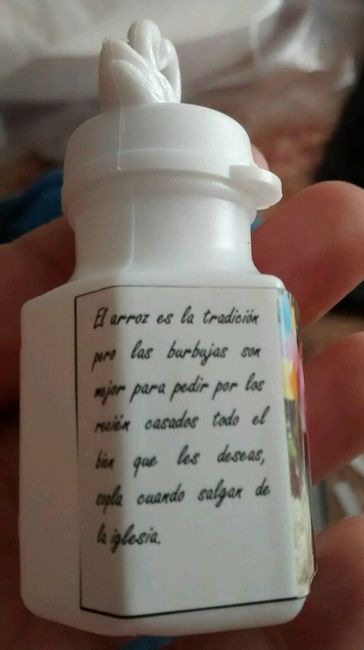 El arroz es la tradición
pero las burbujas son
mejor para pedir por los
recién casados todo el
bien que les deseas,
sopla cuando salgan de
la iglesia.